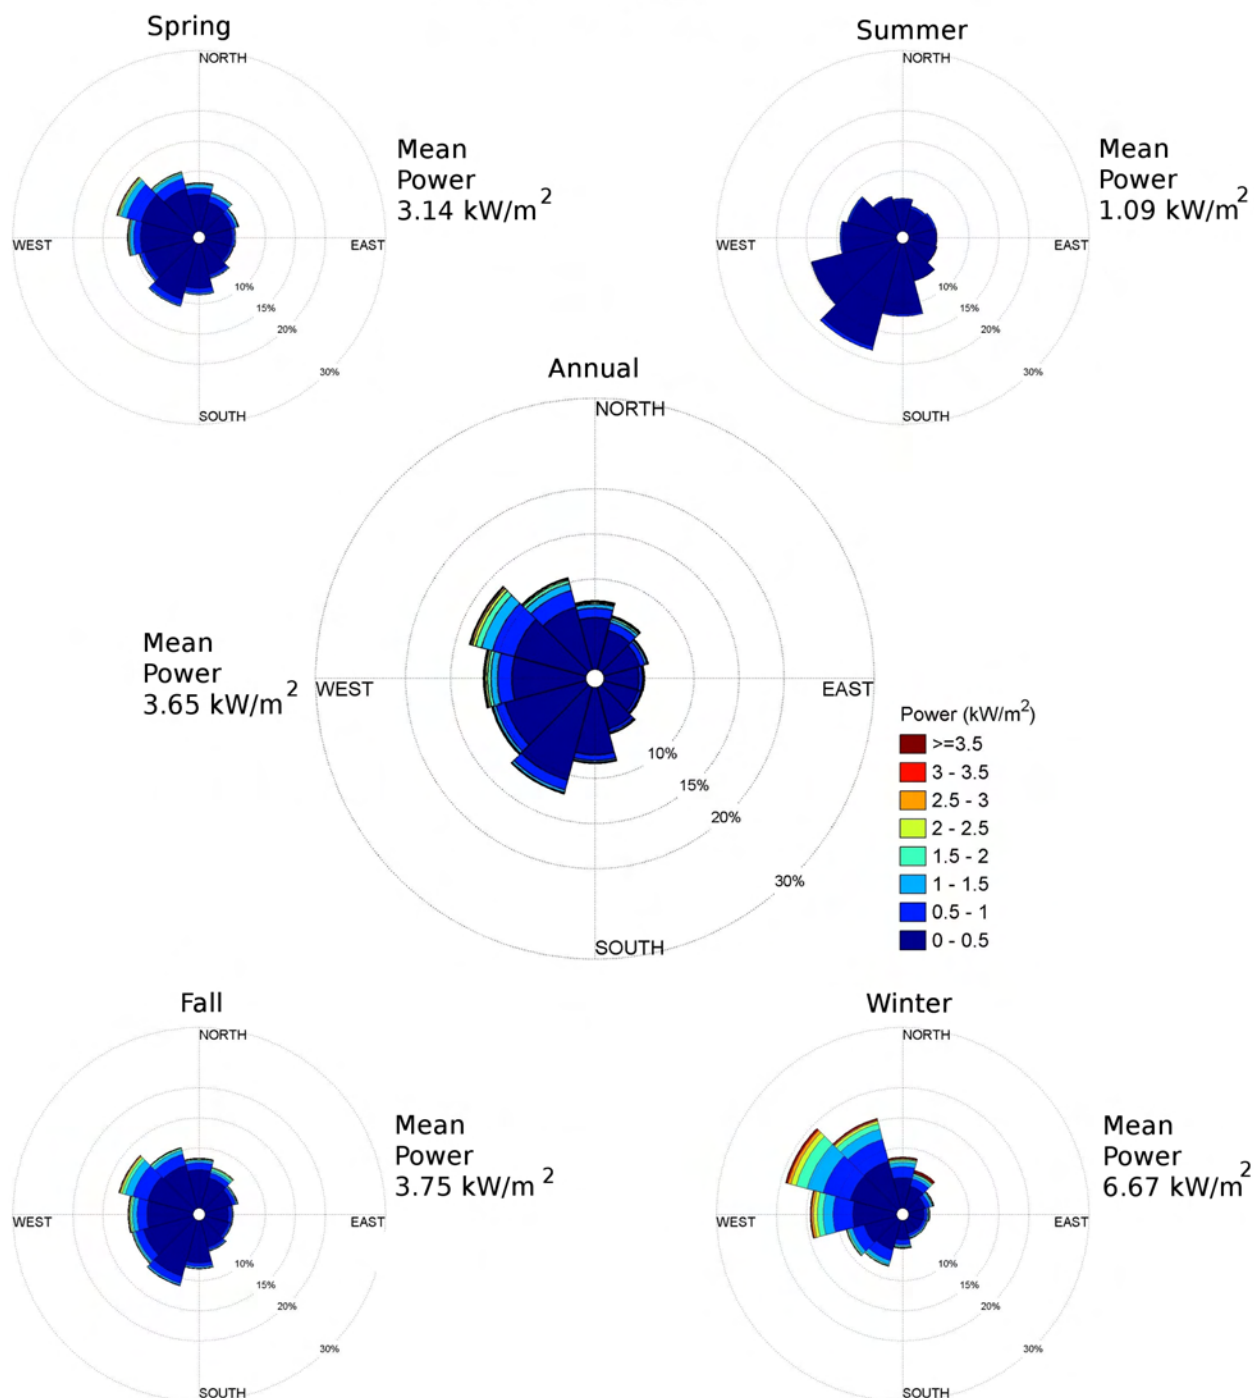 Spring
NORTH
WEST
EAST
SOUTH
10%
15%
20%
30%
Mean
Power
3.14 kW/m²
Summer
NORTH
WEST
EAST
SOUTH
10%
15%
20%
30%
Mean
Power
1.09 kW/m²
Annual
NORTH
WEST
EAST
SOUTH
10%
15%
20%
30%
Mean
Power
3.65 kW/m²
Power (kW/m²)
>=3.5
3 - 3.5
2.5 - 3
2 - 2.5
1.5 - 2
1 - 1.5
0.5 - 1
0 - 0.5
Fall
NORTH
WEST
EAST
SOUTH
10%
15%
20%
30%
Mean
Power
3.75 kW/m²
Winter
NORTH
WEST
EAST
SOUTH
10%
15%
20%
30%
Mean
Power
6.67 kW/m²